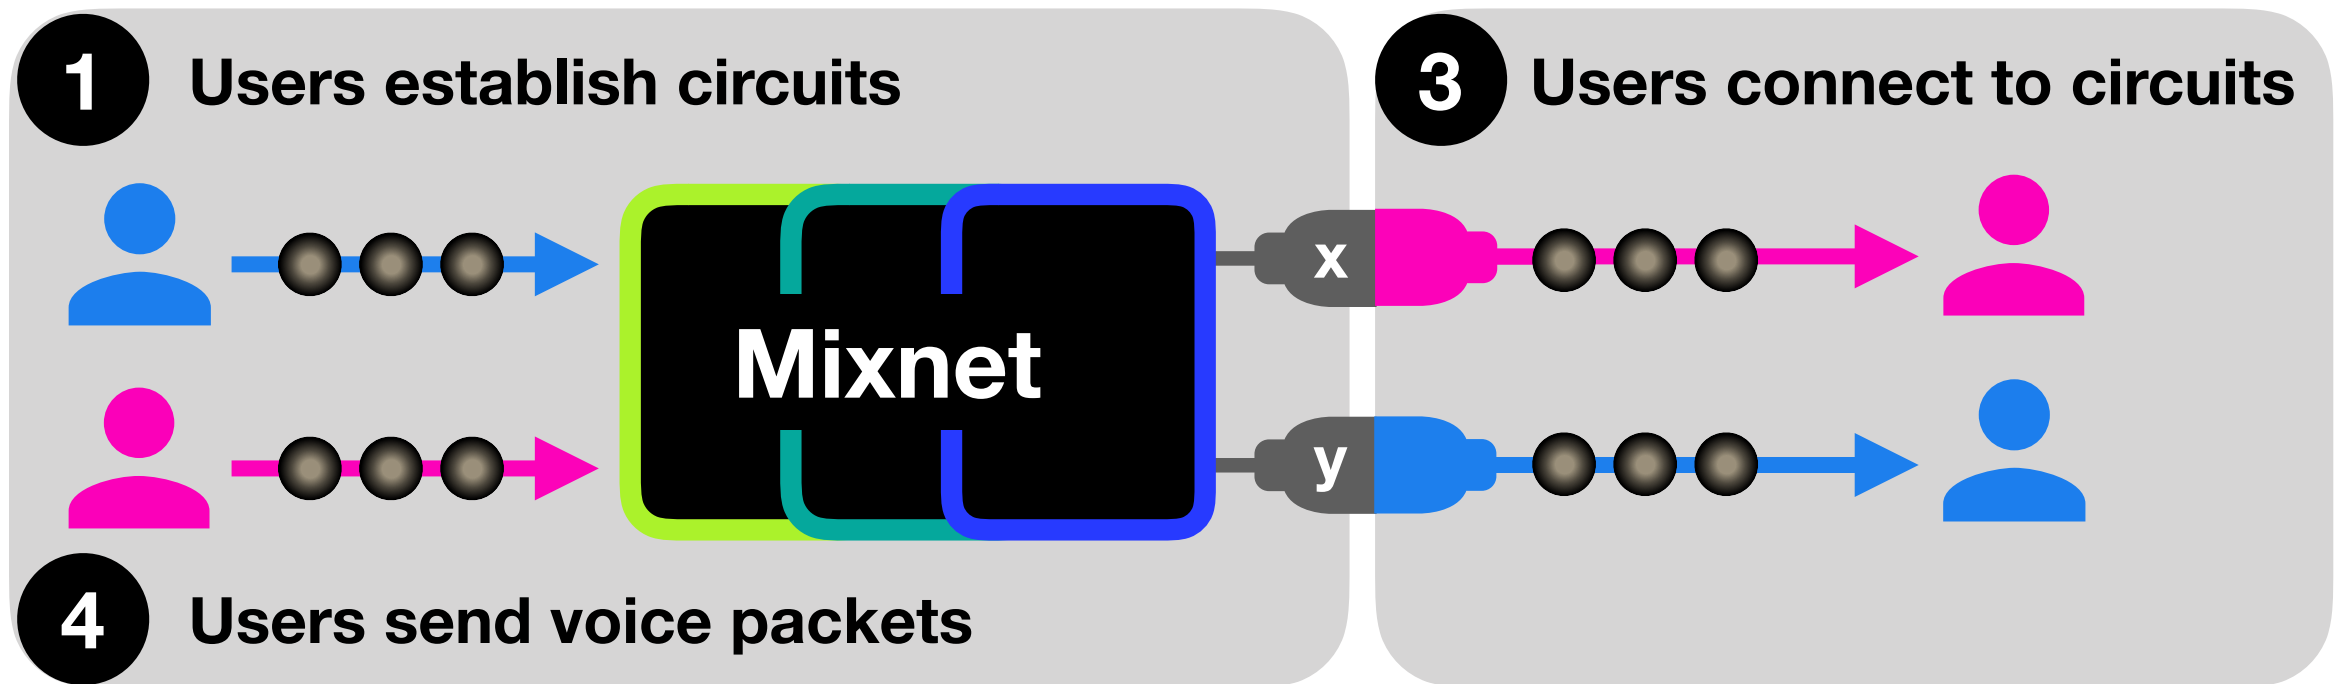 1 Users establish circuits
3 Users connect to circuits
x
Mixnet
y
4 Users send voice packets